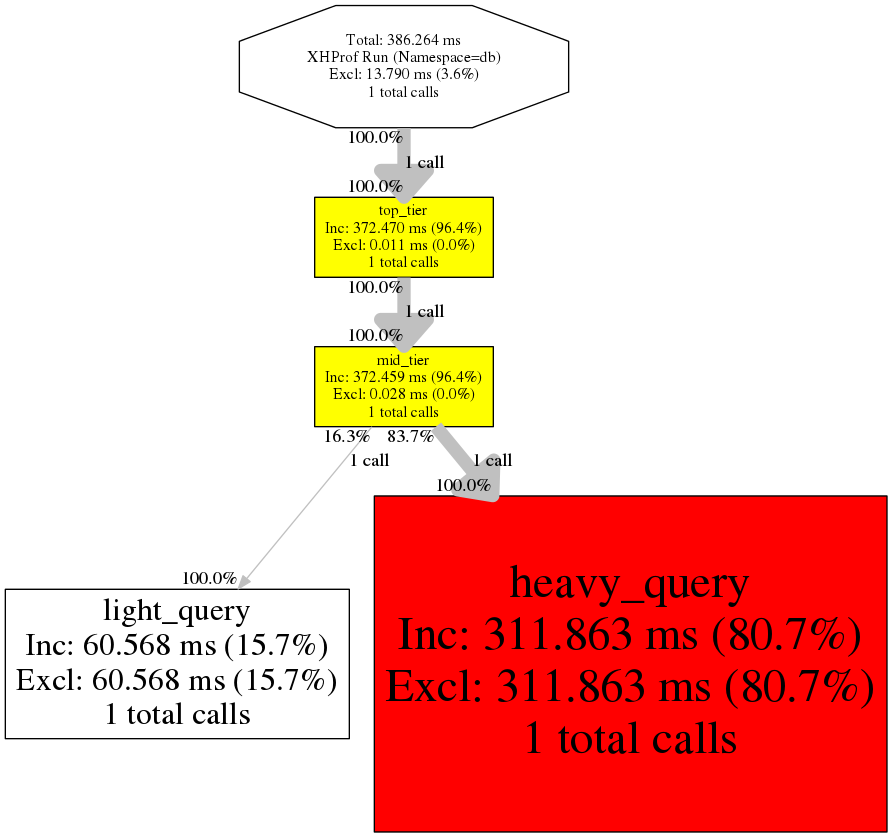 Total: 386.264 ms
XHProf Run (Namespace=db)
Excl: 13.790 ms (3.6%)
1 total calls
100.0%
1 call
100.0%
top_tier
Inc: 372.470 ms (96.4%)
Excl: 0.011 ms (0.0%)
1 total calls
100.0%
1 call
100.0%
mid_tier
Inc: 372.459 ms (96.4%)
Excl: 0.028 ms (0.0%)
1 total calls
16.3% 83.7%
1 call 1 call
100.0%
100.0%
light_query
Inc: 60.568 ms (15.7%)
Excl: 60.568 ms (15.7%)
1 total calls
heavy_query
Inc: 311.863 ms (80.7%)
Excl: 311.863 ms (80.7%)
1 total calls